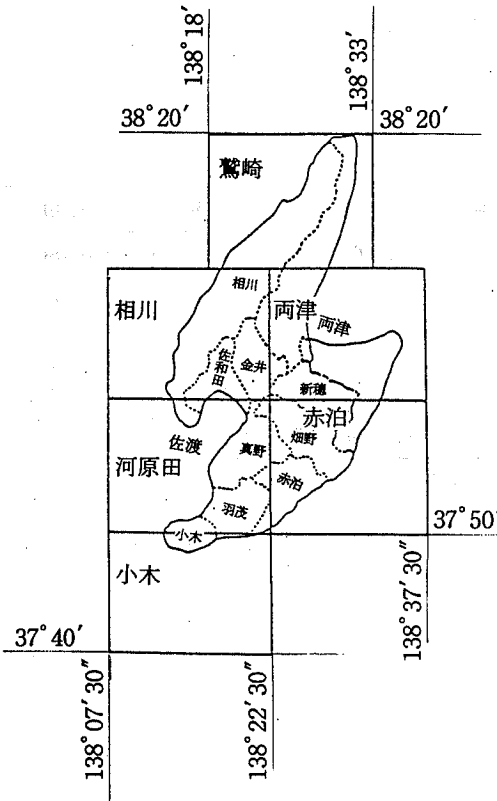 138°18′
138°33′
38°20′
38°20′
鷲崎
相川
相川
両津
両津
佐和田
金井
新穂
赤泊
佐渡
畑野
真野
河原田
赤泊
羽茂
小木
37°50′
小木
138°37′30″
37°40′
138°07′30″
138°22′30″